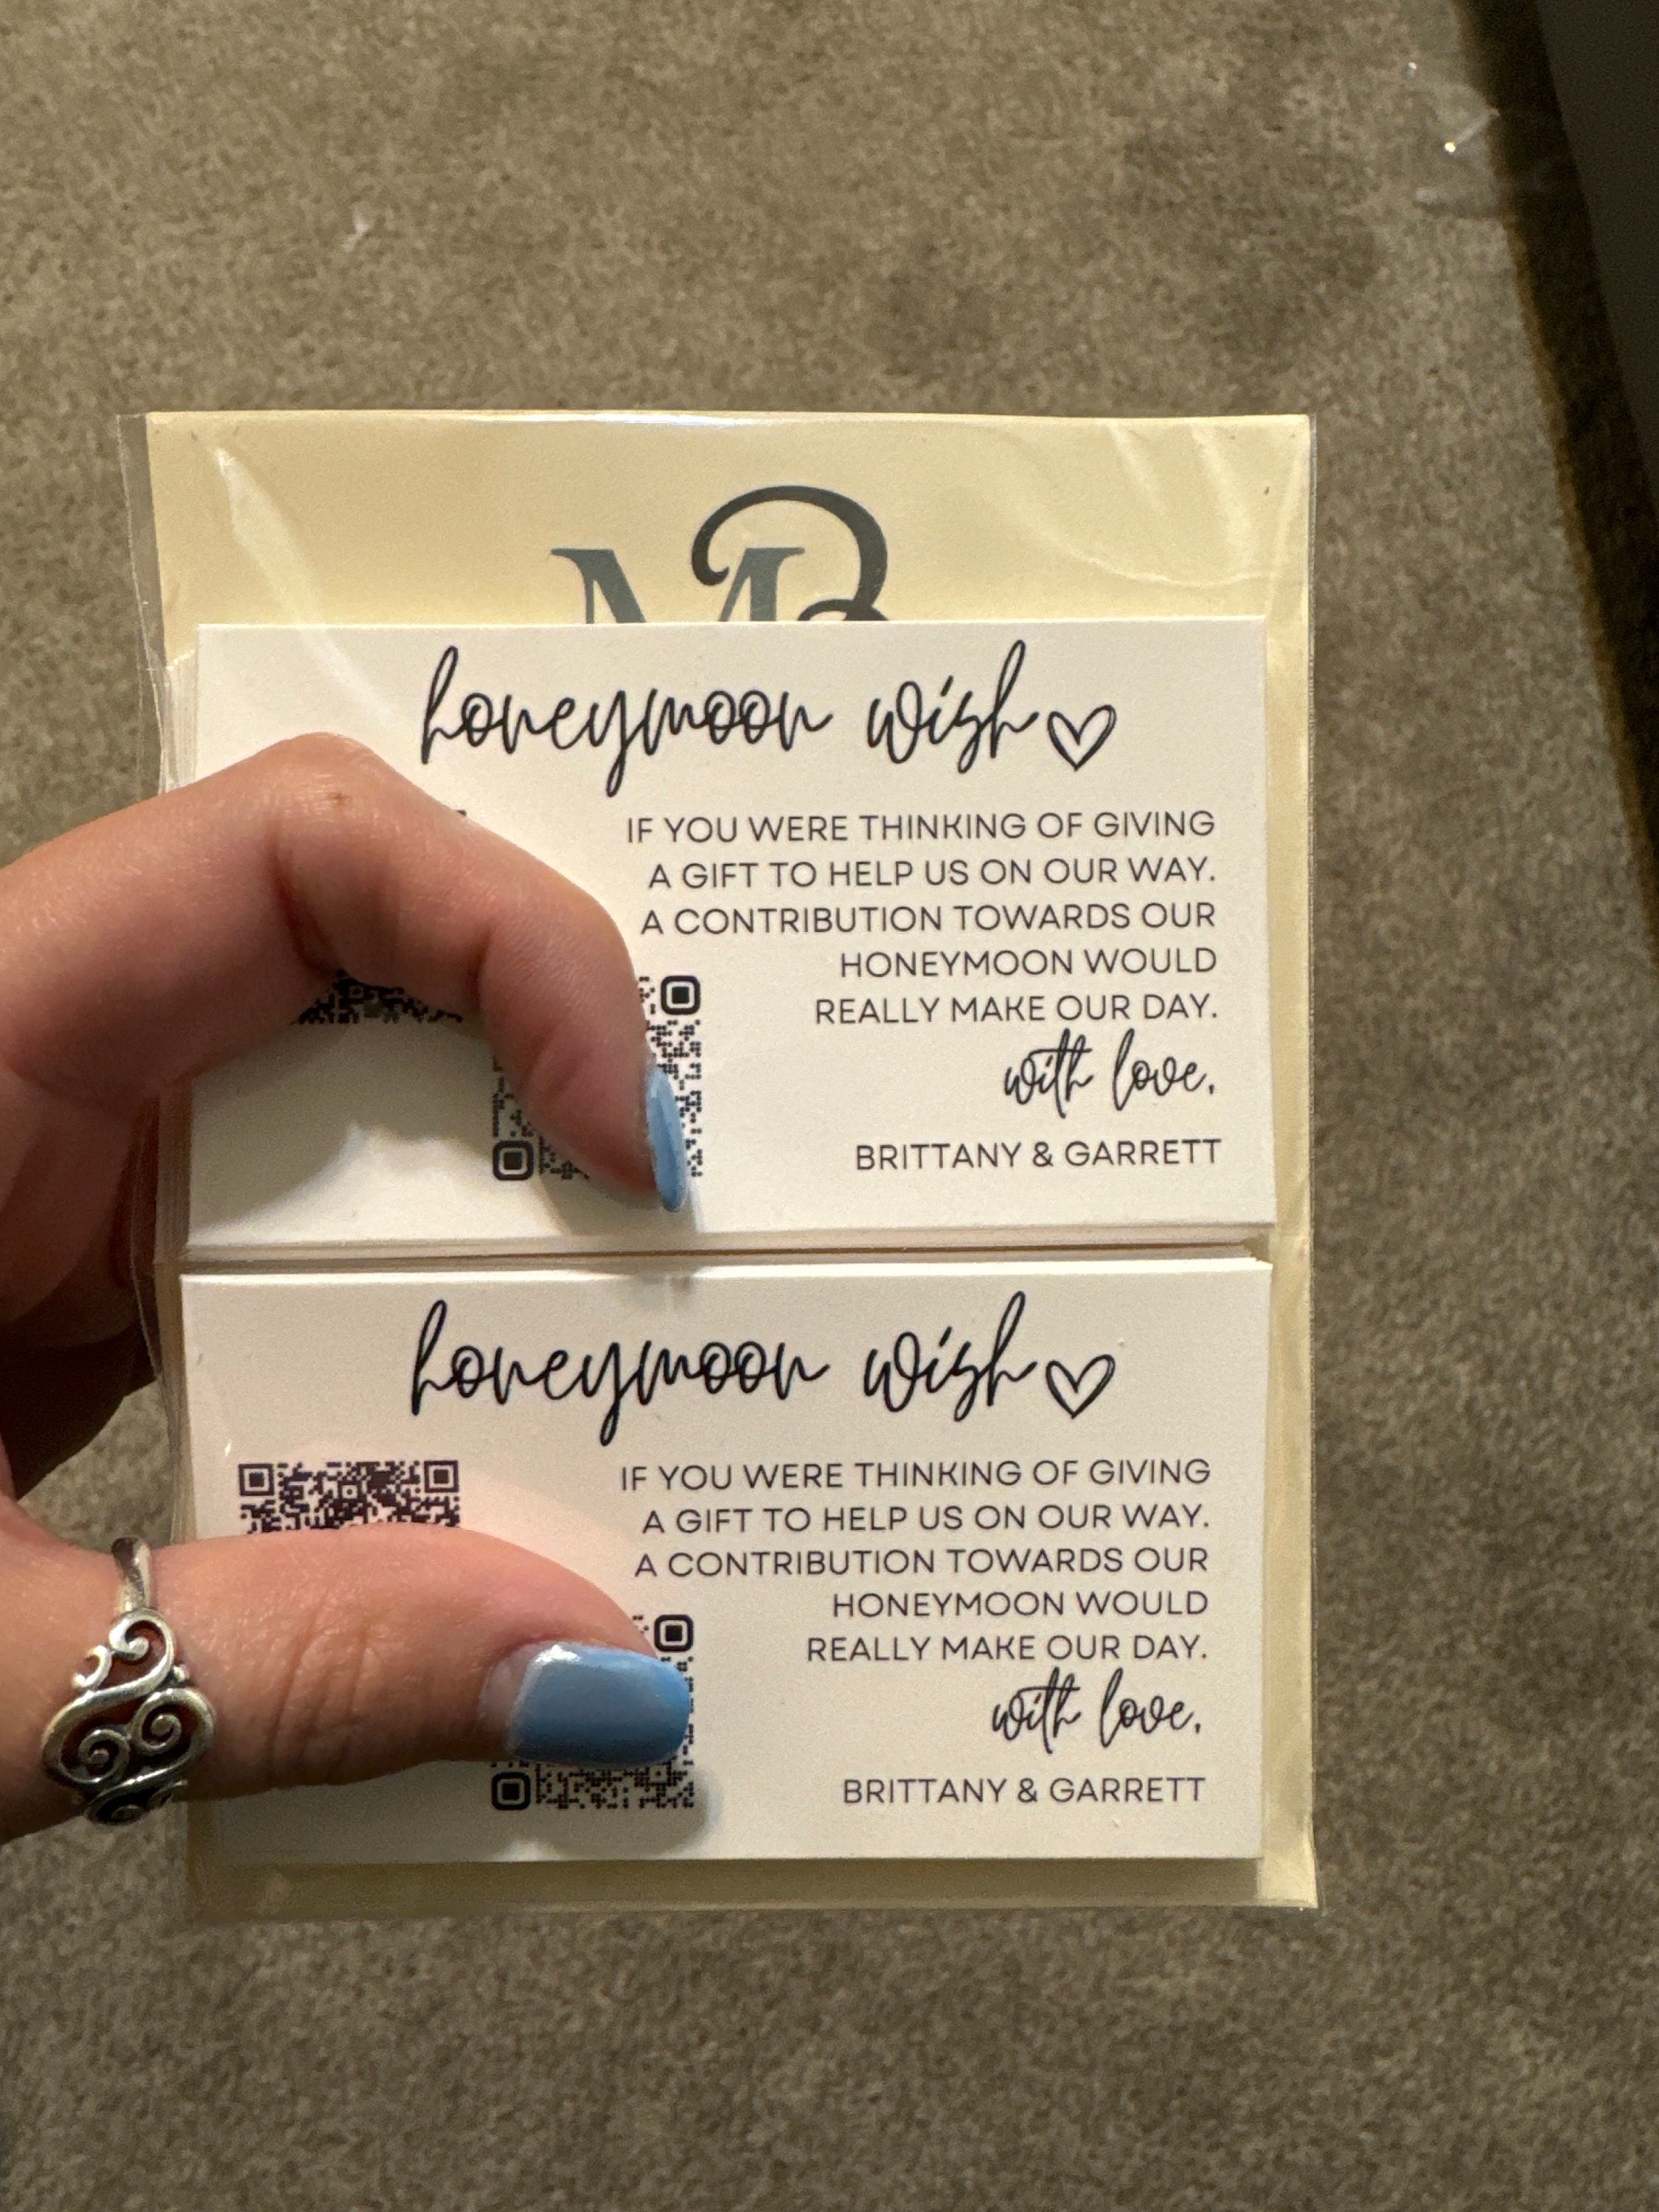 honeymoon wish
IF YOU WERE THINKING OF GIVING
A GIFT TO HELP US ON OUR WAY.
A CONTRIBUTION TOWARDS OUR
HONEYMOON WOULD
REALLY MAKE OUR DAY.
with love,
BRITTANY & GARRETT
honeymoon wish
IF YOU WERE THINKING OF GIVING
A GIFT TO HELP US ON OUR WAY.
A CONTRIBUTION TOWARDS OUR
HONEYMOON WOULD
REALLY MAKE OUR DAY.
with love,
BRITTANY & GARRETT